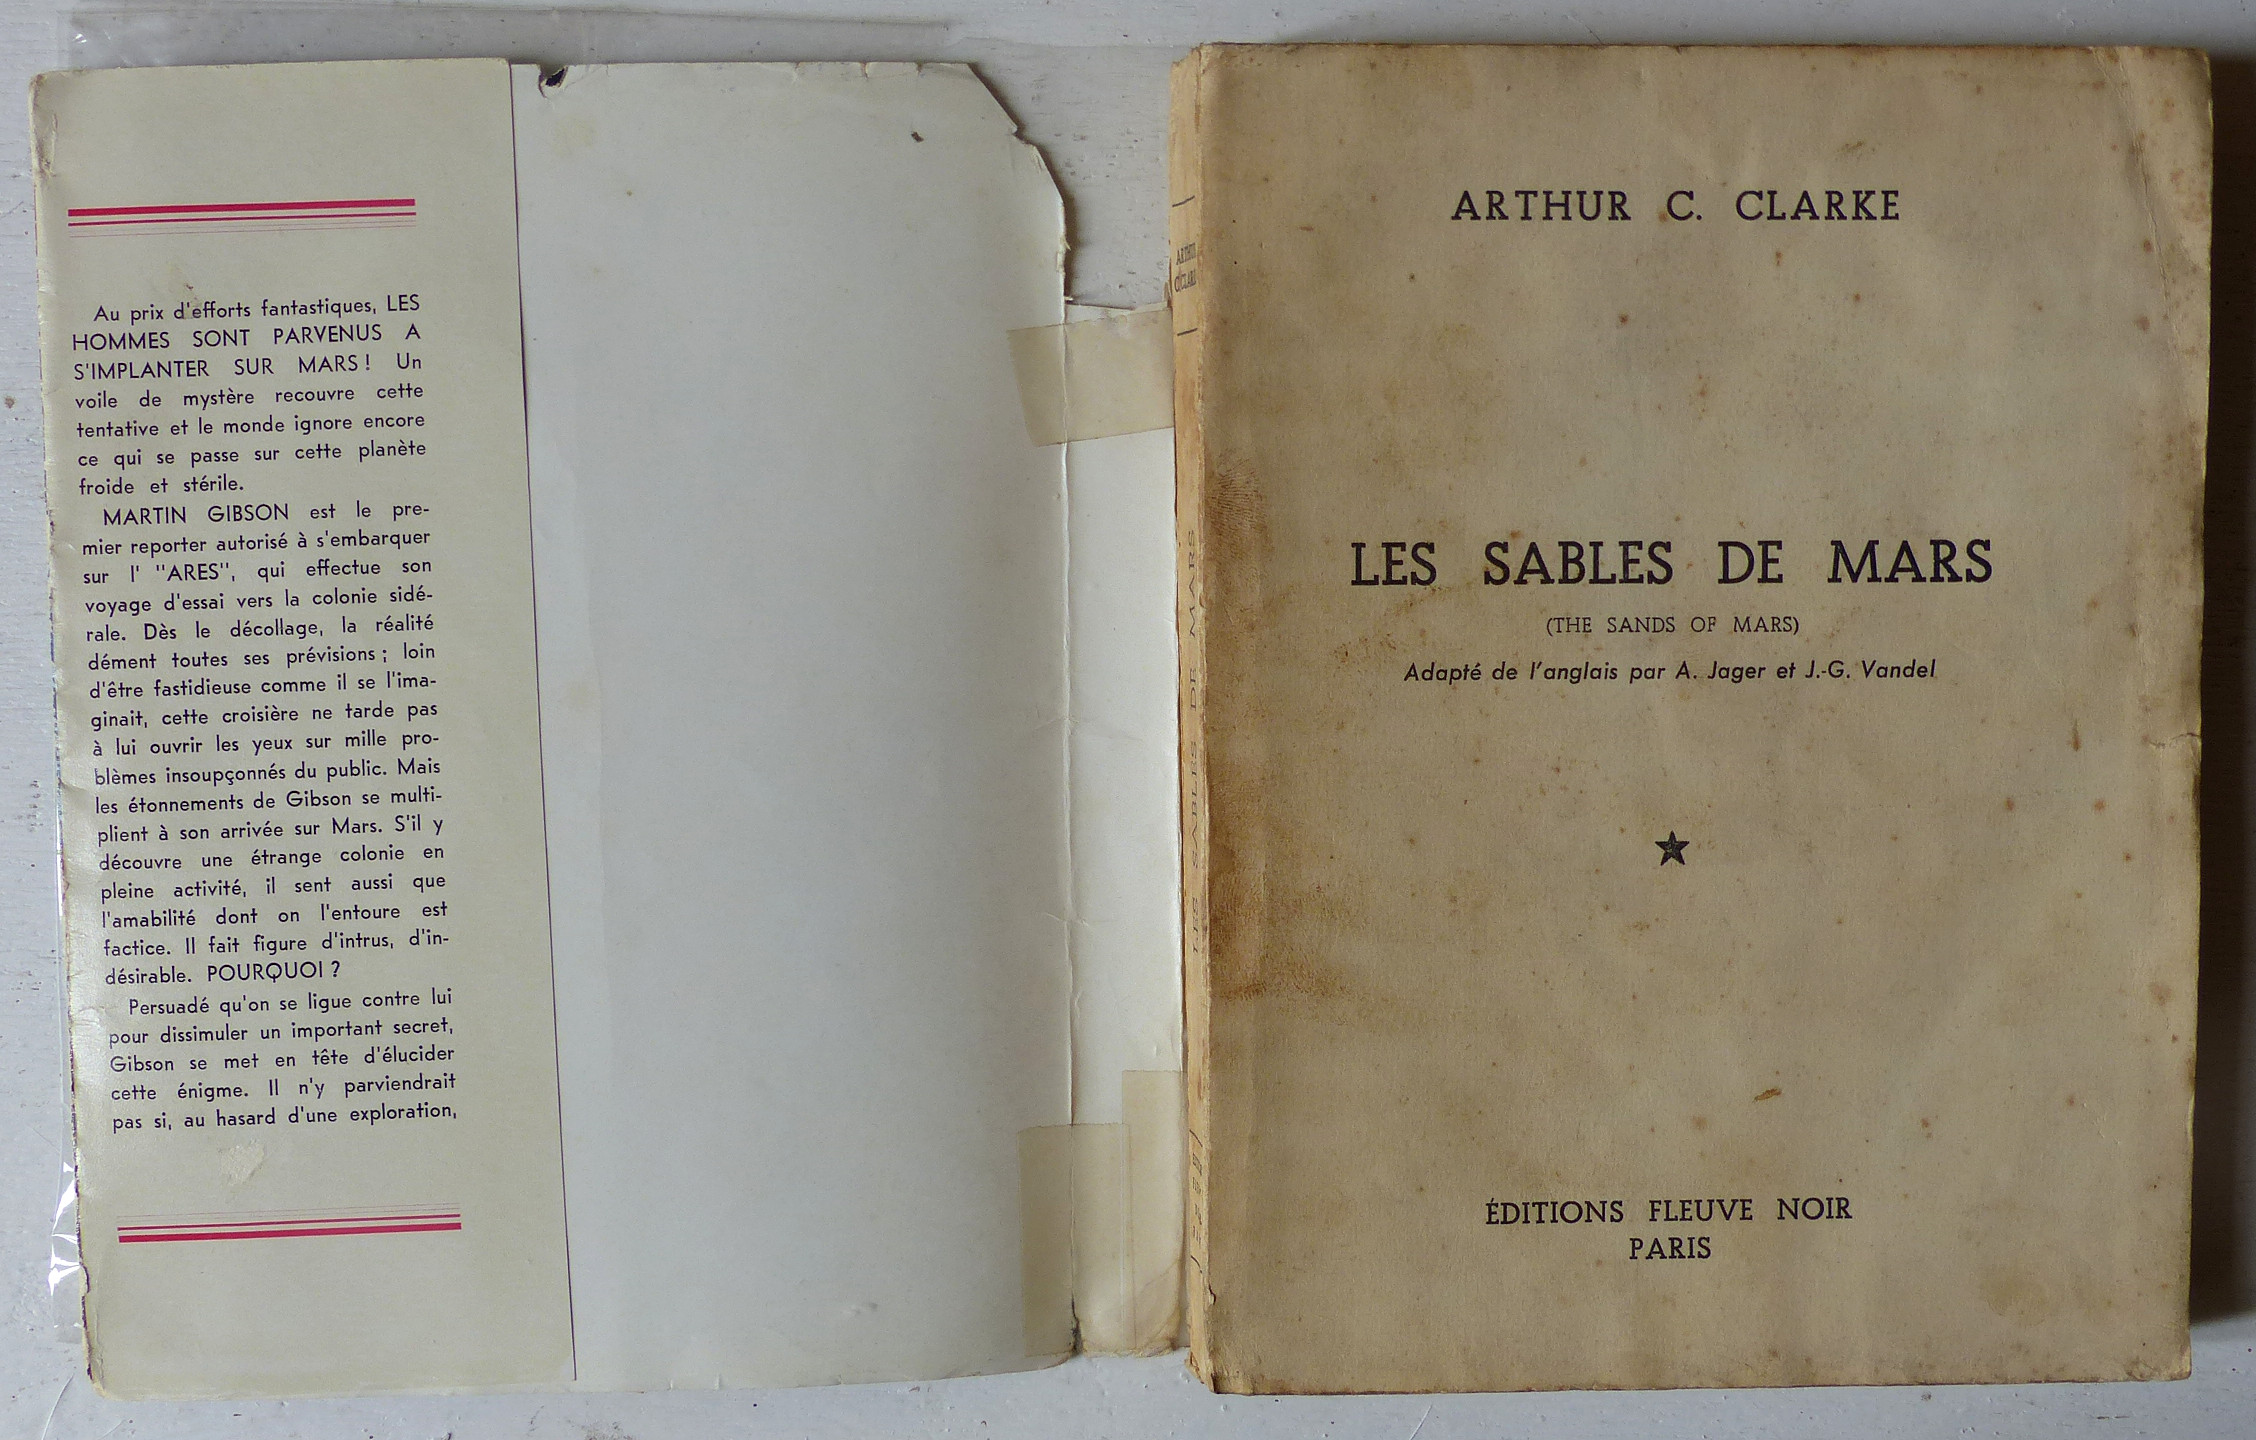 Au prix d'efforts fantastiques, LES
HOMMES SONT PARVENUS A
S'IMPLANTER SUR MARS ! Un
voile de mystère recouvre cette
tentative et le monde ignore encore
ce qui se passe sur cette planète
froide et stérile.
MARTIN GIBSON est le pre-
mier reporter autorisé à s'embarquer
sur l' "ARES", qui effectue son
voyage d'essai vers la colonie sidé-
rale. Dès le décollage, la réalité
dément toutes ses prévisions ; loin
d'être fastidieuse comme il se l'ima-
ginait, cette croisière ne tarde pas
à lui ouvrir les yeux sur mille pro-
blèmes insoupçonnés du public. Mais
les étonnements de Gibson se multi-
plient à son arrivée sur Mars. S'il y
découvre une étrange colonie en
pleine activité, il sent aussi que
l'amabilité dont on l'entoure est
factice. Il fait figure d'intrus, d'in-
désirable. POURQUOI ?
Persuadé qu'on se ligue contre lui
pour dissimuler un important secret,
Gibson se met en tête d'élucider
cette énigme. Il n'y parviendrait
pas si, au hasard d'une exploration,
ARTHUR
LES SABLES DE MARS
ARTHUR C. CLARKE
LES SABLES DE MARS
(THE SANDS OF MARS)
Adapté de l'anglais par A. Jager et J.-G. Vandel
ÉDITIONS FLEUVE NOIR
PARIS